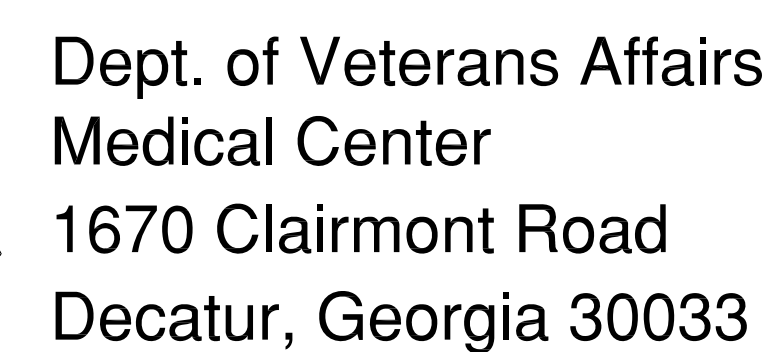 Dept. of Veterans Affairs
Medical Center
1670 Clairmont Road
Decatur, Georgia 30033